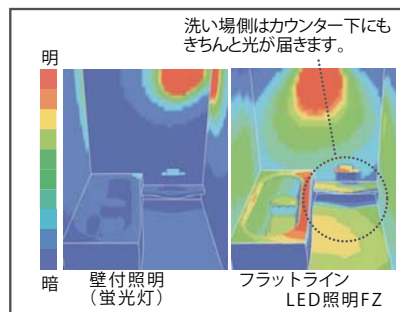 洗い場側はカウンター下にも
きちんと光が届きます。
明
暗
壁付照明
（蛍光灯）
フラットライン
LED照明FZ